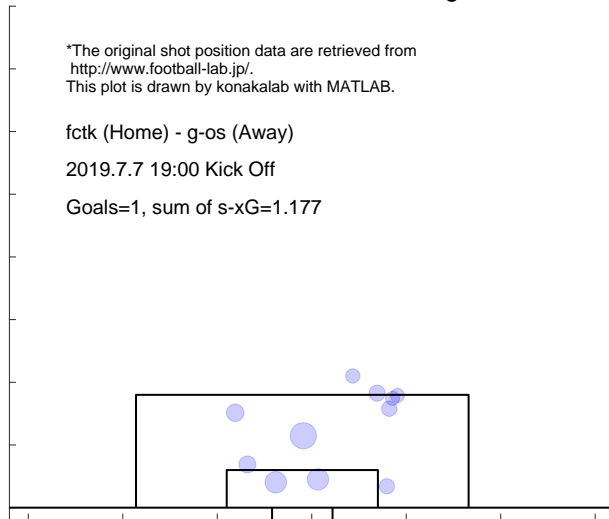 *The original shot position data are retrieved from
http://www.football-lab.jp/.
This plot is drawn by konakalab with MATLAB.
fctk (Home) - g-os (Away)
2019.7.7 19:00 Kick Off
Goals=1, sum of s-xG=1.177